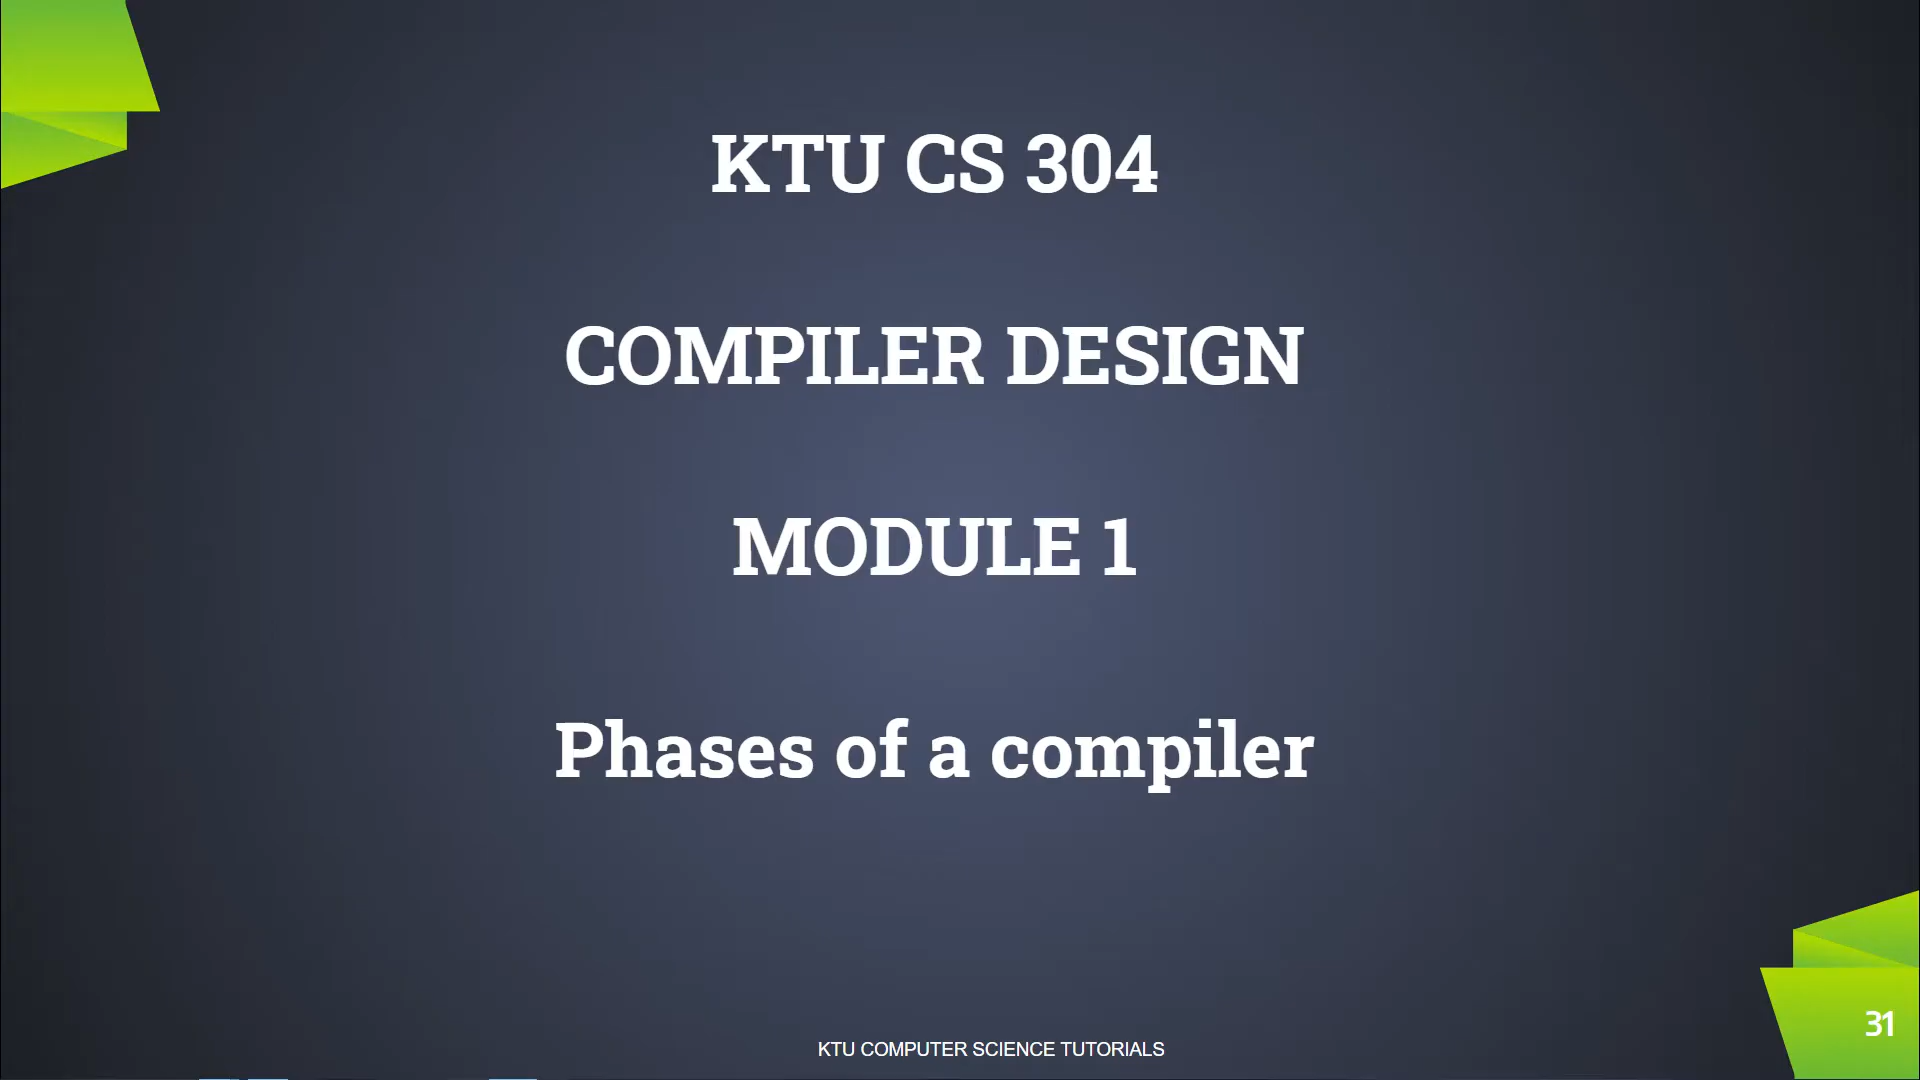 KTU CS 304
COMPILER DESIGN
MODULE 1
Phases of a compiler
KTU COMPUTER SCIENCE TUTORIALS
31